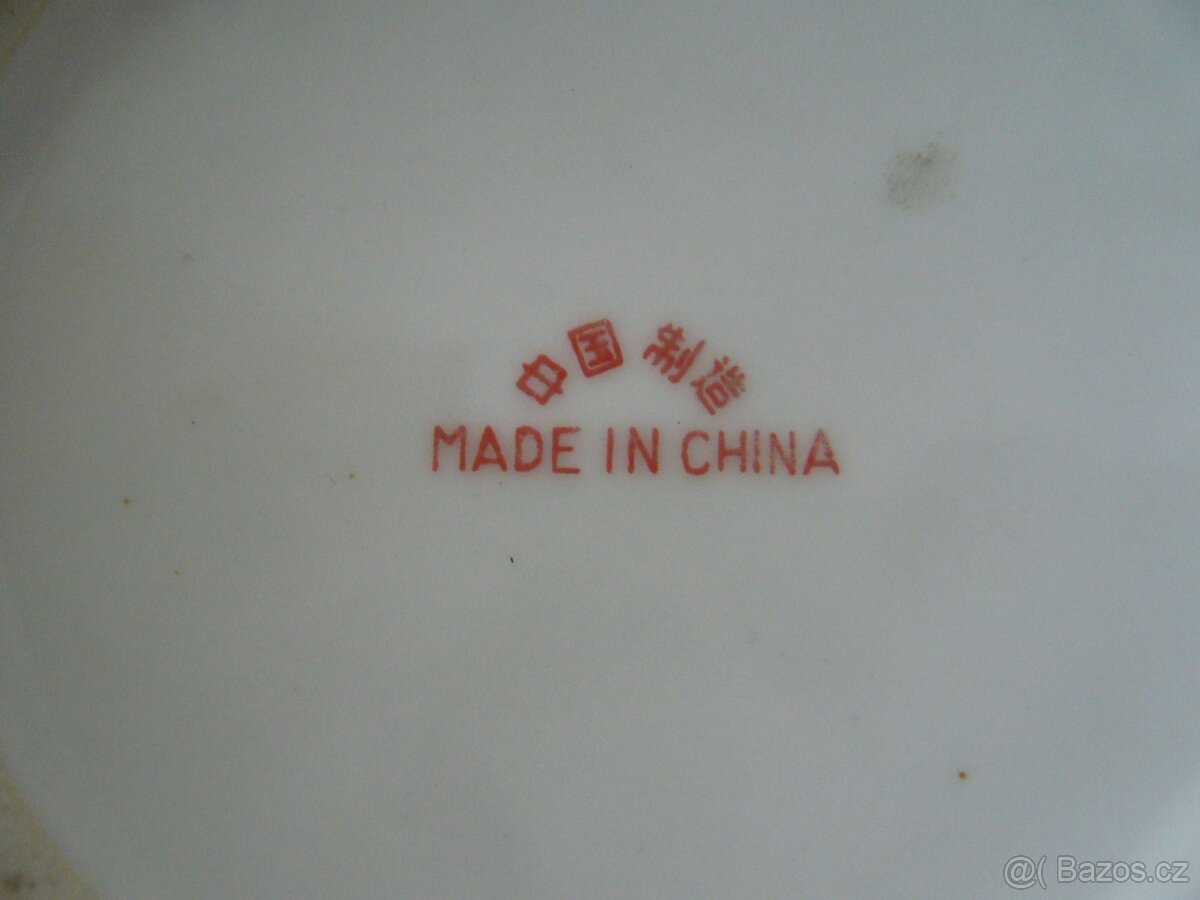 中国 制造
MADE IN CHINA
@( Bazos.cz